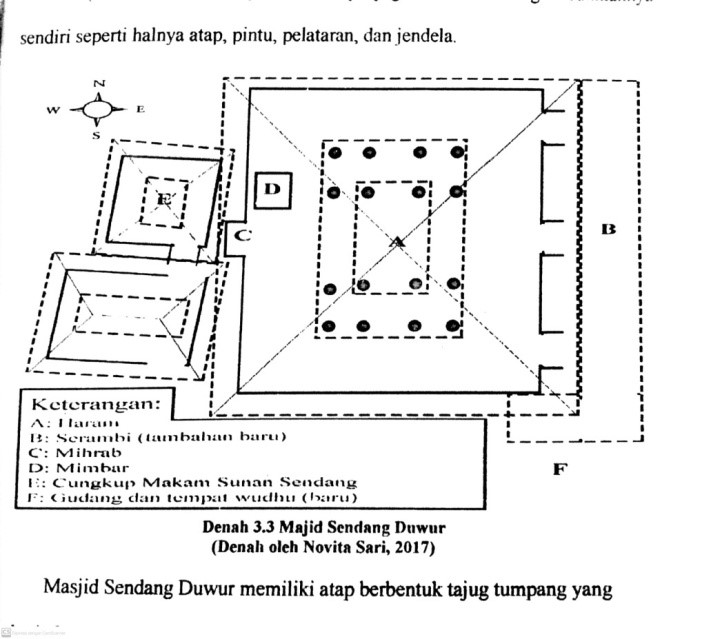 sendiri seperti halnya atap, pintu, pelataran, dan jendela.
N
W E
S
E
D
C
A
B
F
Keterangan:
A: Haram
B: Serambi (tambahan baru)
C: Mihrab
D: Mimbar
E: Cungkup Makam Sunan Sendang
F: Gudang dan tempat wudhu (baru)
Denah 3.3 Majid Sendang Duwur
(Denah oleh Novita Sari, 2017)
Masjid Sendang Duwur memiliki atap berbentuk tajug tumpang yang